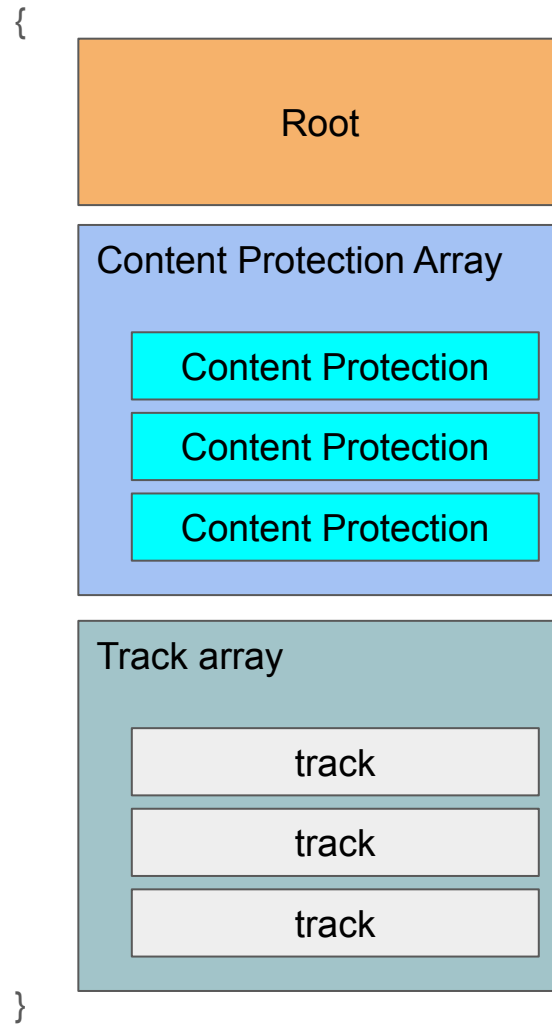 {
Root
Content Protection Array
Content Protection
Content Protection
Content Protection
Track array
track
track
track
}